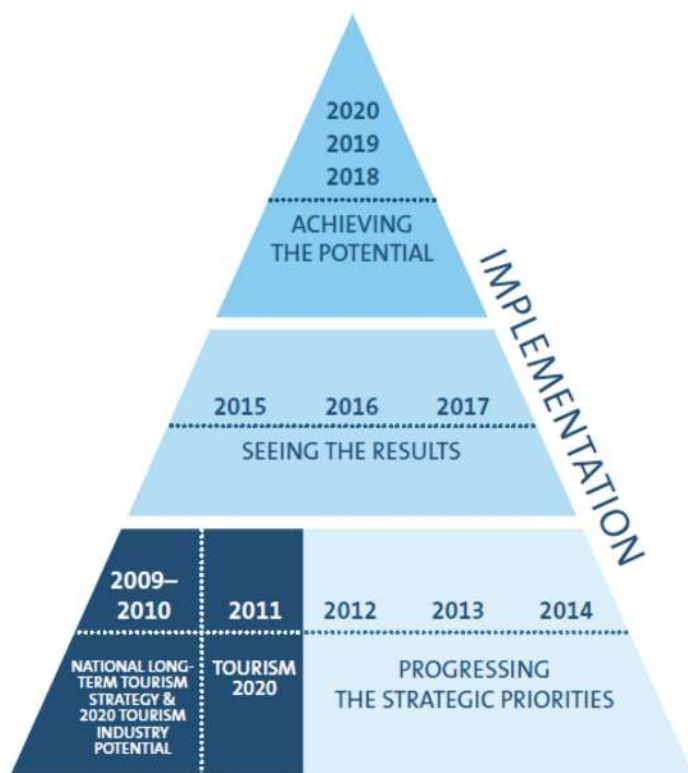 2020
2019
2018
ACHIEVING
THE POTENTIAL
IMPLEMENTATION
2015 2016 2017
SEEING THE RESULTS
2009–
2010
2011
2012 2013 2014
NATIONAL LONG-
TERM TOURISM
STRATEGY &
2020 TOURISM
INDUSTRY
POTENTIAL
TOURISM
2020
PROGRESSING
THE STRATEGIC PRIORITIES